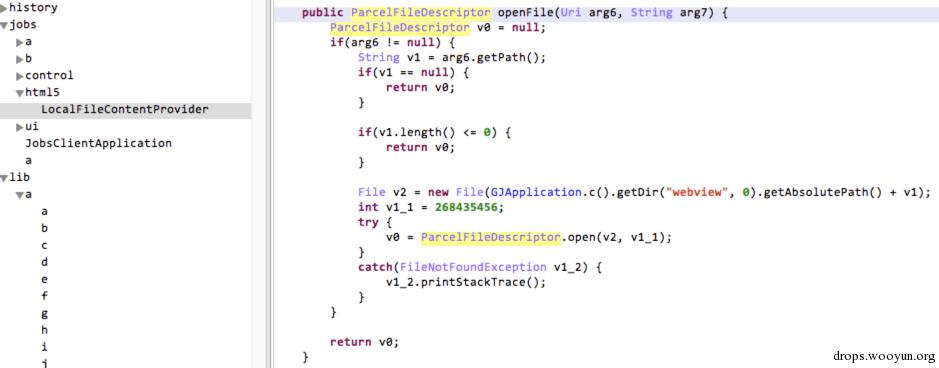 history
jobs
a
b
control
html5
LocalFileContentProvider
ui
JobsClientApplication
a
lib
a
a
b
c
d
e
f
g
h
i
j
public ParcelFileDescriptor openFile(Uri arg6, String arg7) {
ParcelFileDescriptor v0 = null;
if(arg6 != null) {
String v1 = arg6.getPath();
if(v1 == null) {
return v0;
}
if(v1.length() <= 0) {
return v0;
}
File v2 = new File(GJApplication.c().getDir("webview", 0).getAbsolutePath() + v1);
int v1_1 = 268435456;
try {
v0 = ParcelFileDescriptor.open(v2, v1_1);
}
catch(FileNotFoundException v1_2) {
v1_2.printStackTrace();
}
}
return v0;
}
drops.wooyun.org